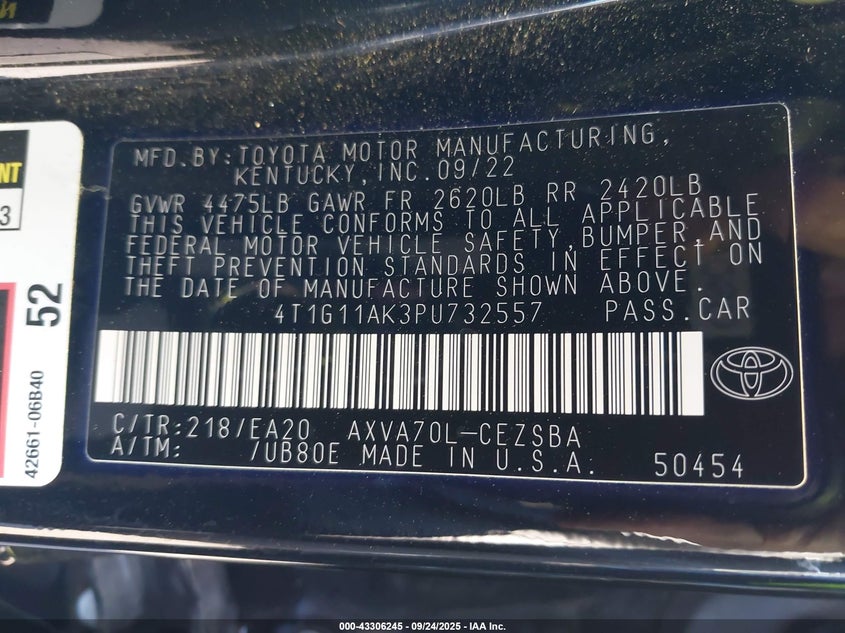 MFD.BY:TOYOTA MOTOR MANUFACTURING,
KENTUCKY,INC.09/22
GVWR 4475LB GAWR FR 2620LB RR 2420LB
THIS VEHICLE CONFORMS TO ALL APPLICABLE
FEDERAL MOTOR VEHICLE SAFETY,BUMPER,AND
THEFT PREVENTION STANDARDS IN EFFECT ON
THE DATE OF MANUFACTURE SHOWN ABOVE.
4T1G11AK3PU732557 PASS.CAR
C/TR:218/EA20 AXVA70L-CEZSBA
A/TM: /UB80E MADE IN U.S.A. 50454
NT
3
52
42661-06B40
000-43306245 - 09/24/2025 - IAA Inc.